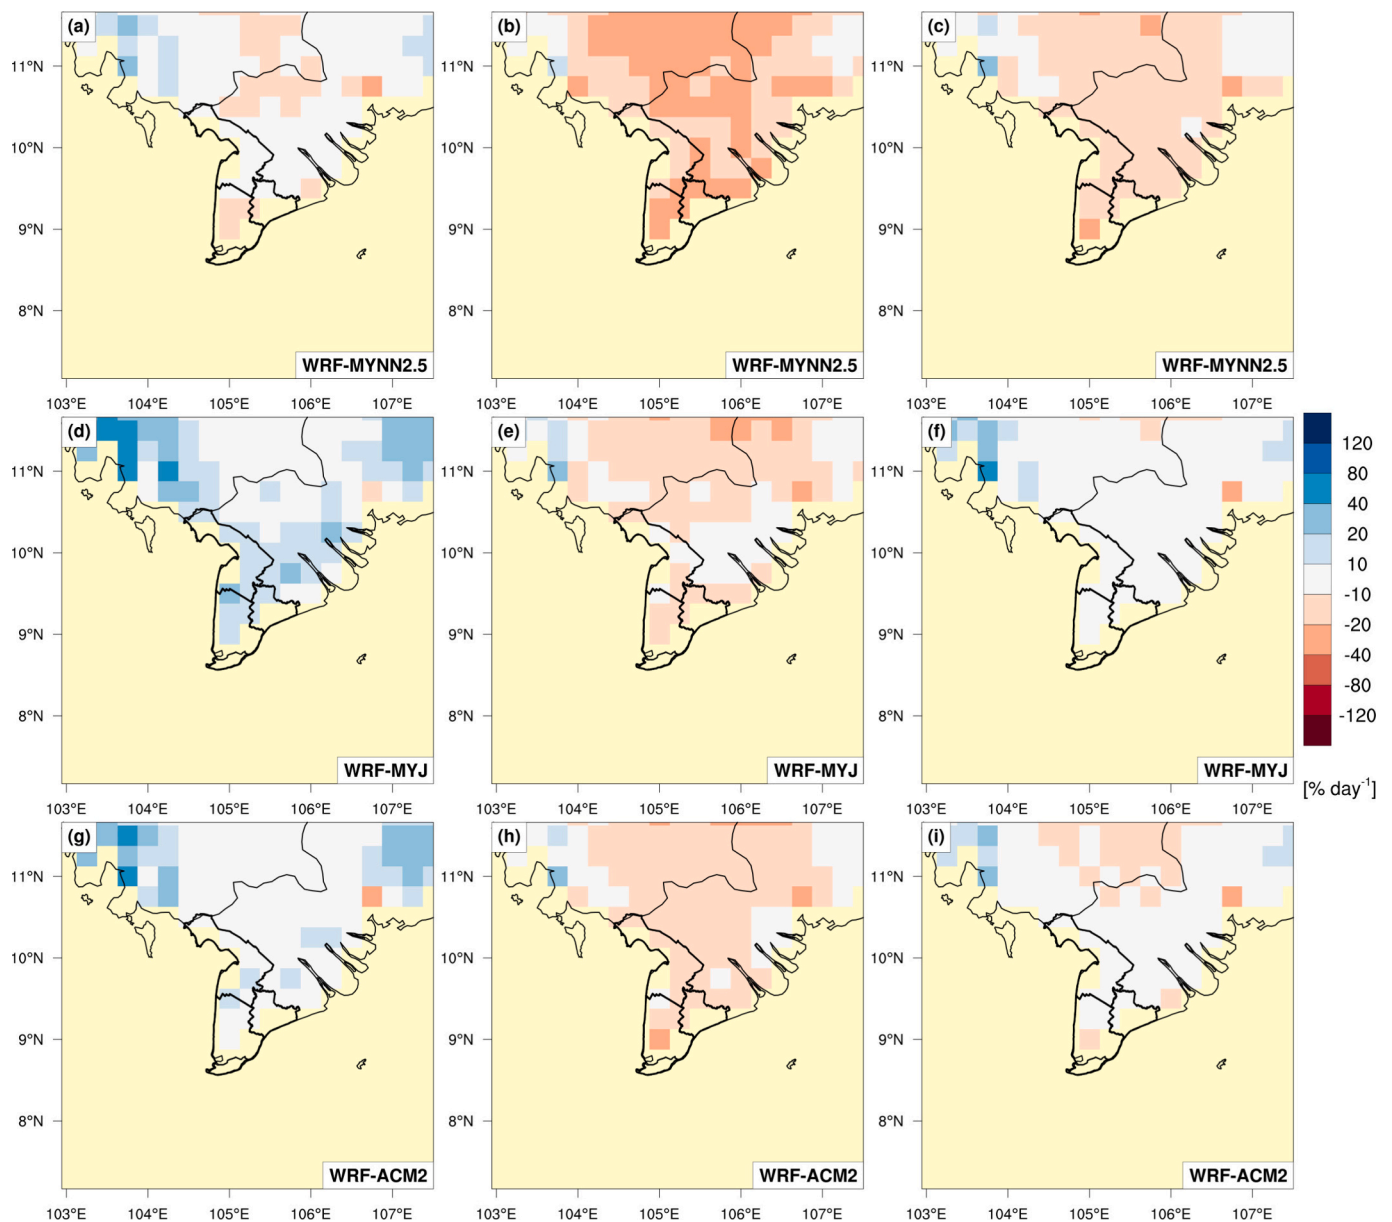 (a) (b) (c)
11°N 11°N 11°N
10°N 10°N 10°N
9°N 9°N 9°N
8°N 8°N 8°N
WRF-MYNN2.5 WRF-MYNN2.5 WRF-MYNN2.5
103°E 104°E 105°E 106°E 107°E 103°E 104°E 105°E 106°E 107°E 103°E 104°E 105°E 106°E 107°E
(d) (e) (f)
11°N 11°N 11°N
10°N 10°N 10°N
9°N 9°N 9°N
8°N 8°N 8°N
WRF-MYJ WRF-MYJ WRF-MYJ
103°E 104°E 105°E 106°E 107°E 103°E 104°E 105°E 106°E 107°E 103°E 104°E 105°E 106°E 107°E
120
80
40
20
10
-10
-20
-40
-80
-120
[% day⁻¹]
(g) (h) (i)
11°N 11°N 11°N
10°N 10°N 10°N
9°N 9°N 9°N
8°N 8°N 8°N
WRF-ACM2 WRF-ACM2 WRF-ACM2
103°E 104°E 105°E 106°E 107°E 103°E 104°E 105°E 106°E 107°E 103°E 104°E 105°E 106°E 107°E